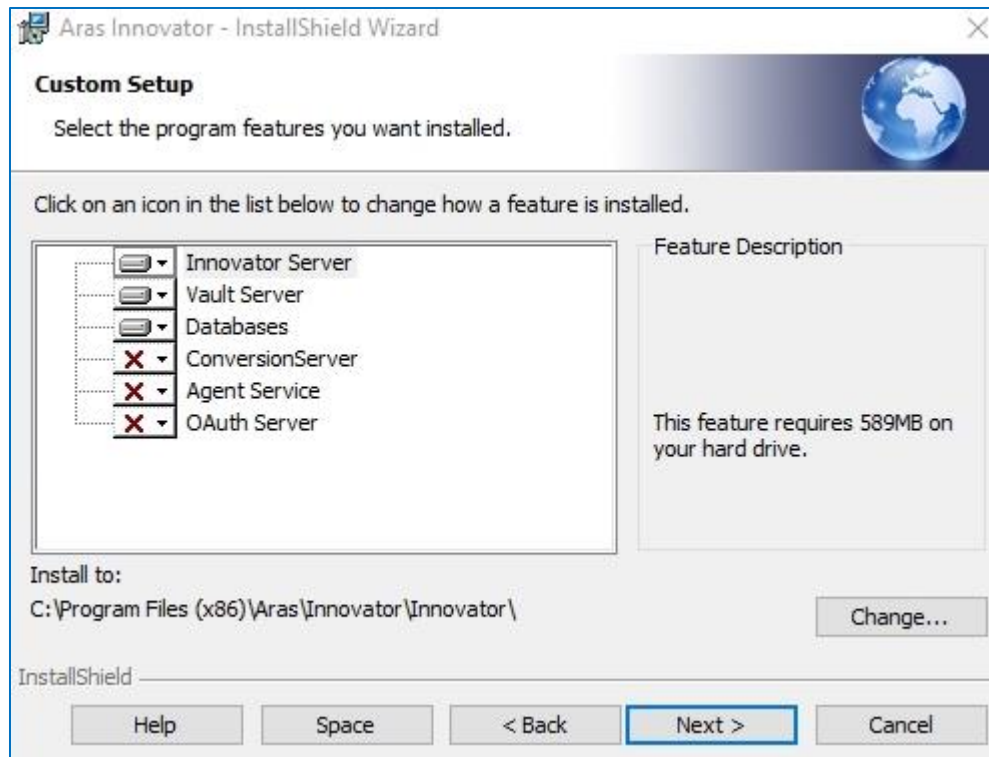 Aras Innovator - InstallShield Wizard
Custom Setup
Select the program features you want installed.
Click on an icon in the list below to change how a feature is installed.
Innovator Server
Vault Server
Databases
ConversionServer
Agent Service
OAuth Server
Feature Description
This feature requires 589MB on
your hard drive.
Install to:
C:\Program Files (x86)\Aras\Innovator\Innovator\
Change...
InstallShield
Help
Space
< Back
Next >
Cancel